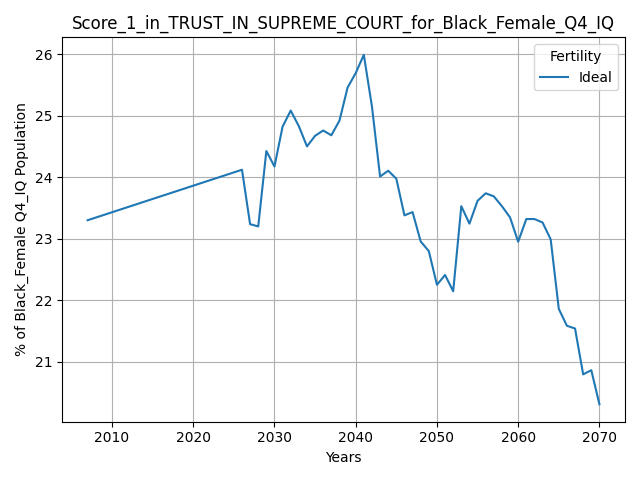 Score_1_in_TRUST_IN_SUPREME_COURT_for_Black_Female_Q4_IQ
Fertility
Ideal
% of Black_Female Q4_IQ Population
26
25
24
23
22
21
2010 2020 2030 2040 2050 2060 2070
Years